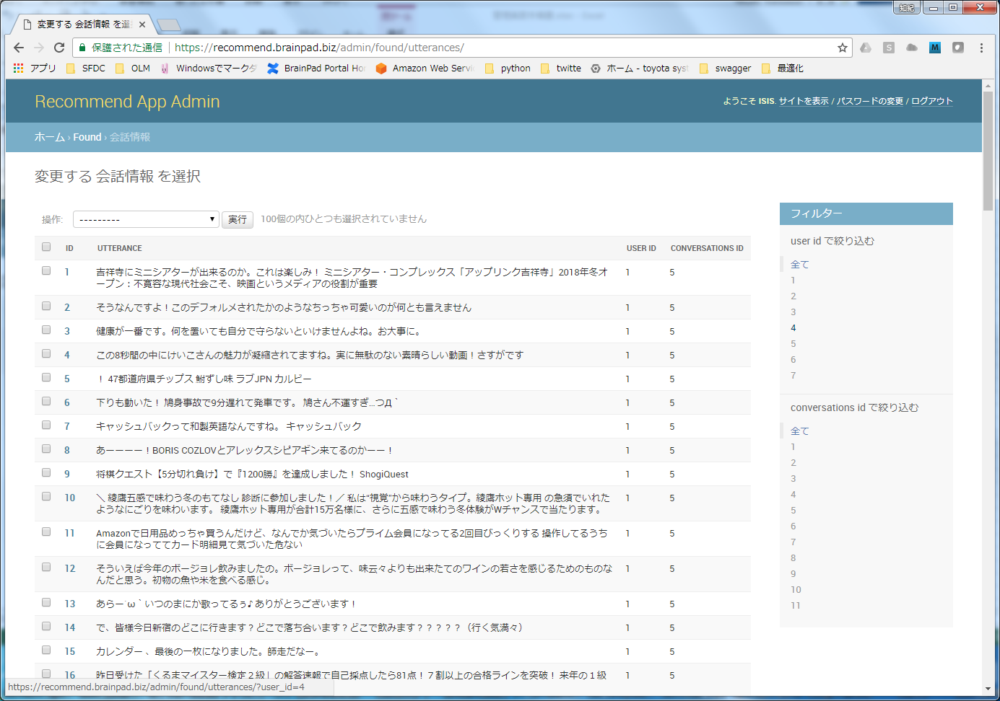 知紀
変更する 会話情報 を選
保護された通信 https://recommend.brainpad.biz/admin/found/utterances/
アプリ SFDC OLM Windowsでマーク BrainPad Portal Ho Amazon Web Servi python twitte ホーム - toyota sys swagger 最適化
Recommend App Admin
ようこそ ISIS. サイトを表示 / パスワードの変更 / ログアウト
ホーム › Found › 会話情報
変更する 会話情報 を選択
操作: --------- 実行 100個の内ひとつも選択されていません
ID UTTERANCE USER ID CONVERSATIONS ID
1 吉祥寺にミニシアターが出来るのか。これは楽しみ！ ミニシアター・コンプレックス「アップリンク吉祥寺」2018年冬オ 1 5
ープン：不寛容な現代社会こそ、映画というメディアの役割が重要
2 そうなんですよ！このデフォルメされたかのようなちっちゃ可愛いのが何とも言えません 1 5
3 健康が一番です。何を置いても自分で守らないといけませんよね。お大事に。 1 5
4 この8秒間の中にけいこさんの魅力が凝縮されてますね。実に無駄のない素晴らしい動画！さすがです 1 5
5 ！ 47都道府県チップス 鮒ずし味 ラブJPN カルビー 1 5
6 下りも動いた！ 鳩身事故で9分遅れて発車です。 鳩さん不運すぎ...つД｀ 1 5
7 キャッシュバックって和製英語なんですね。 キャッシュバック 1 5
8 あーーーー！BORIS COZLOVとアレックスシピアギン来てるのかーー！ 1 5
9 将棋クエスト【5分切れ負け】で『1200勝』を達成しました！ ShogiQuest 1 5
10 ＼ 綾鷹五感で味わう冬のもてなし 診断に参加しました！／ 私は“視覚”から味わうタイプ。綾鷹ホット専用 の急須でいれた 1 5
ようなにごりを味わいます。 綾鷹ホット専用が合計15万名様に、さらに五感で味わう冬体験がWチャンスで当たります。
11 Amazonで日用品めっちゃ買うんだけど、なんでか気づいたらプライム会員になってる2回目びっくりする 操作してるうち 1 5
に会員になっててカード明細見て気づいた危ない
12 そういえば今年のボージョレ飲みましたの。ボージョレって、味云々よりも出来たてのワインの若さを感じるためのものな 1 5
んだと思う。初物の魚や米を食べる感じ。
13 あらー´ω｀いつのまにか歌ってるぅ♪ありがとうございます！ 1 5
14 で、皆様今日新宿のどこに行きます？どこで落ち合います？どこで飲みます？？？？？（行く気満々） 1 5
15 カレンダー 、最後の一枚になりました。師走だなー。 1 5
16 昨日受けた「くるまマイスター検定２級」の解答速報で自己採点したら81点！７割以上の合格ラインを突破！ 来年の１級 1 5
フィルター
user id で絞り込む
全て
1
2
3
4
5
6
7
conversations id で絞り込む
全て
1
2
3
4
5
6
7
8
9
10
11
https://recommend.brainpad.biz/admin/found/utterances/?user_id=4